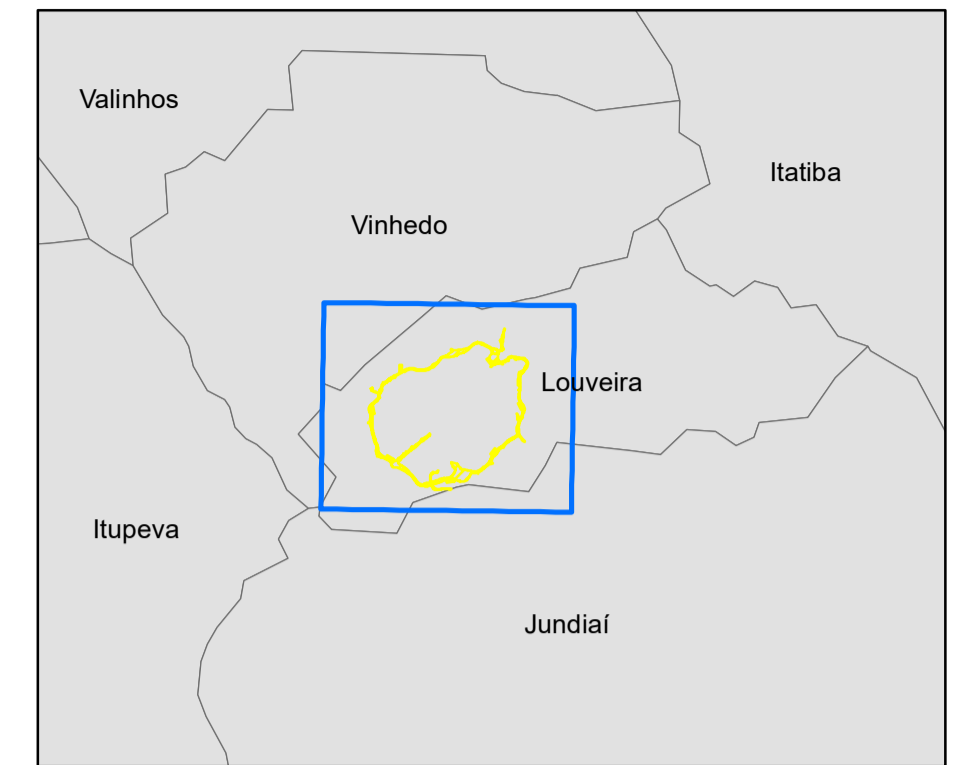 Valinhos
Itatiba
Vinhedo
Louveira
Itupeva
Jundiaí